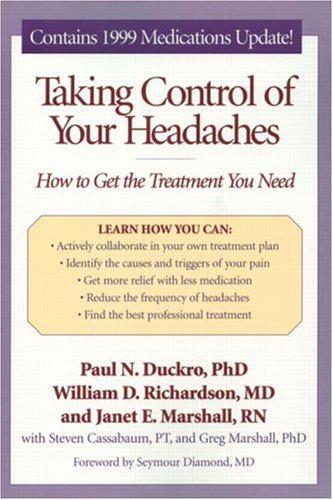 Contains 1999 Medications Update!
Taking Control of
Your Headaches
How to Get the Treatment You Need
LEARN HOW YOU CAN:
• Actively collaborate in your own treatment plan
• Identify the causes and triggers of your pain
• Get more relief with less medication
• Reduce the frequency of headaches
• Find the best professional treatment
Paul N. Duckro, PhD
William D. Richardson, MD
and Janet E. Marshall, RN
with Steven Cassabaum, PT, and Greg Marshall, PhD
Foreword by Seymour Diamond, MD